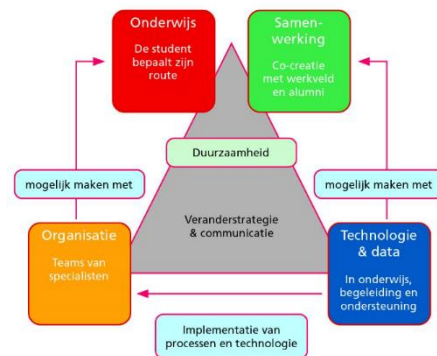 Onderwijs
De student
bepaalt zijn
route
Samen-
werking
Co-creatie
met werkveld
en alumni
Duurzaamheid
mogelijk maken met
mogelijk maken met
Veranderstrategie
& communicatie
Organisatie
Teams van
specialisten
Technologie
& data
In onderwijs,
begeleiding en
ondersteuning
Implementatie van
processen en technologie